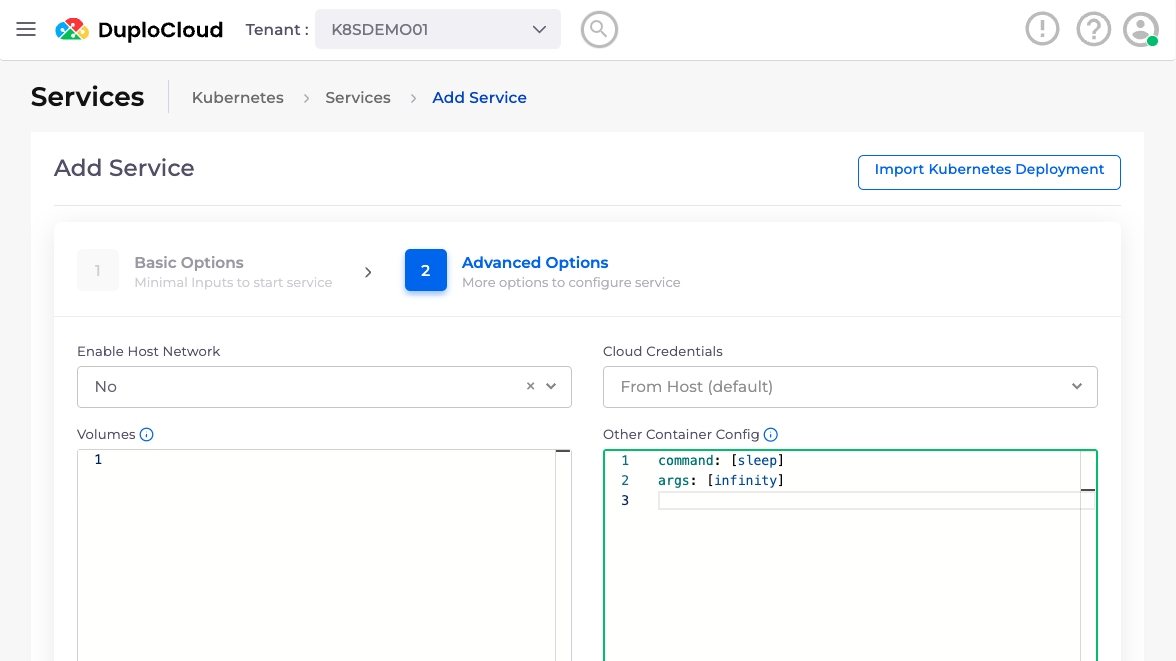 DuploCloud Tenant : K8SDEMO01
Services Kubernetes Services Add Service
Add Service
Import Kubernetes Deployment
1 Basic Options
Minimal Inputs to start service
2 Advanced Options
More options to configure service
Enable Host Network
No
Cloud Credentials
From Host (default)
Volumes
1
Other Container Config
1 command: [sleep]
2 args: [infinity]
3